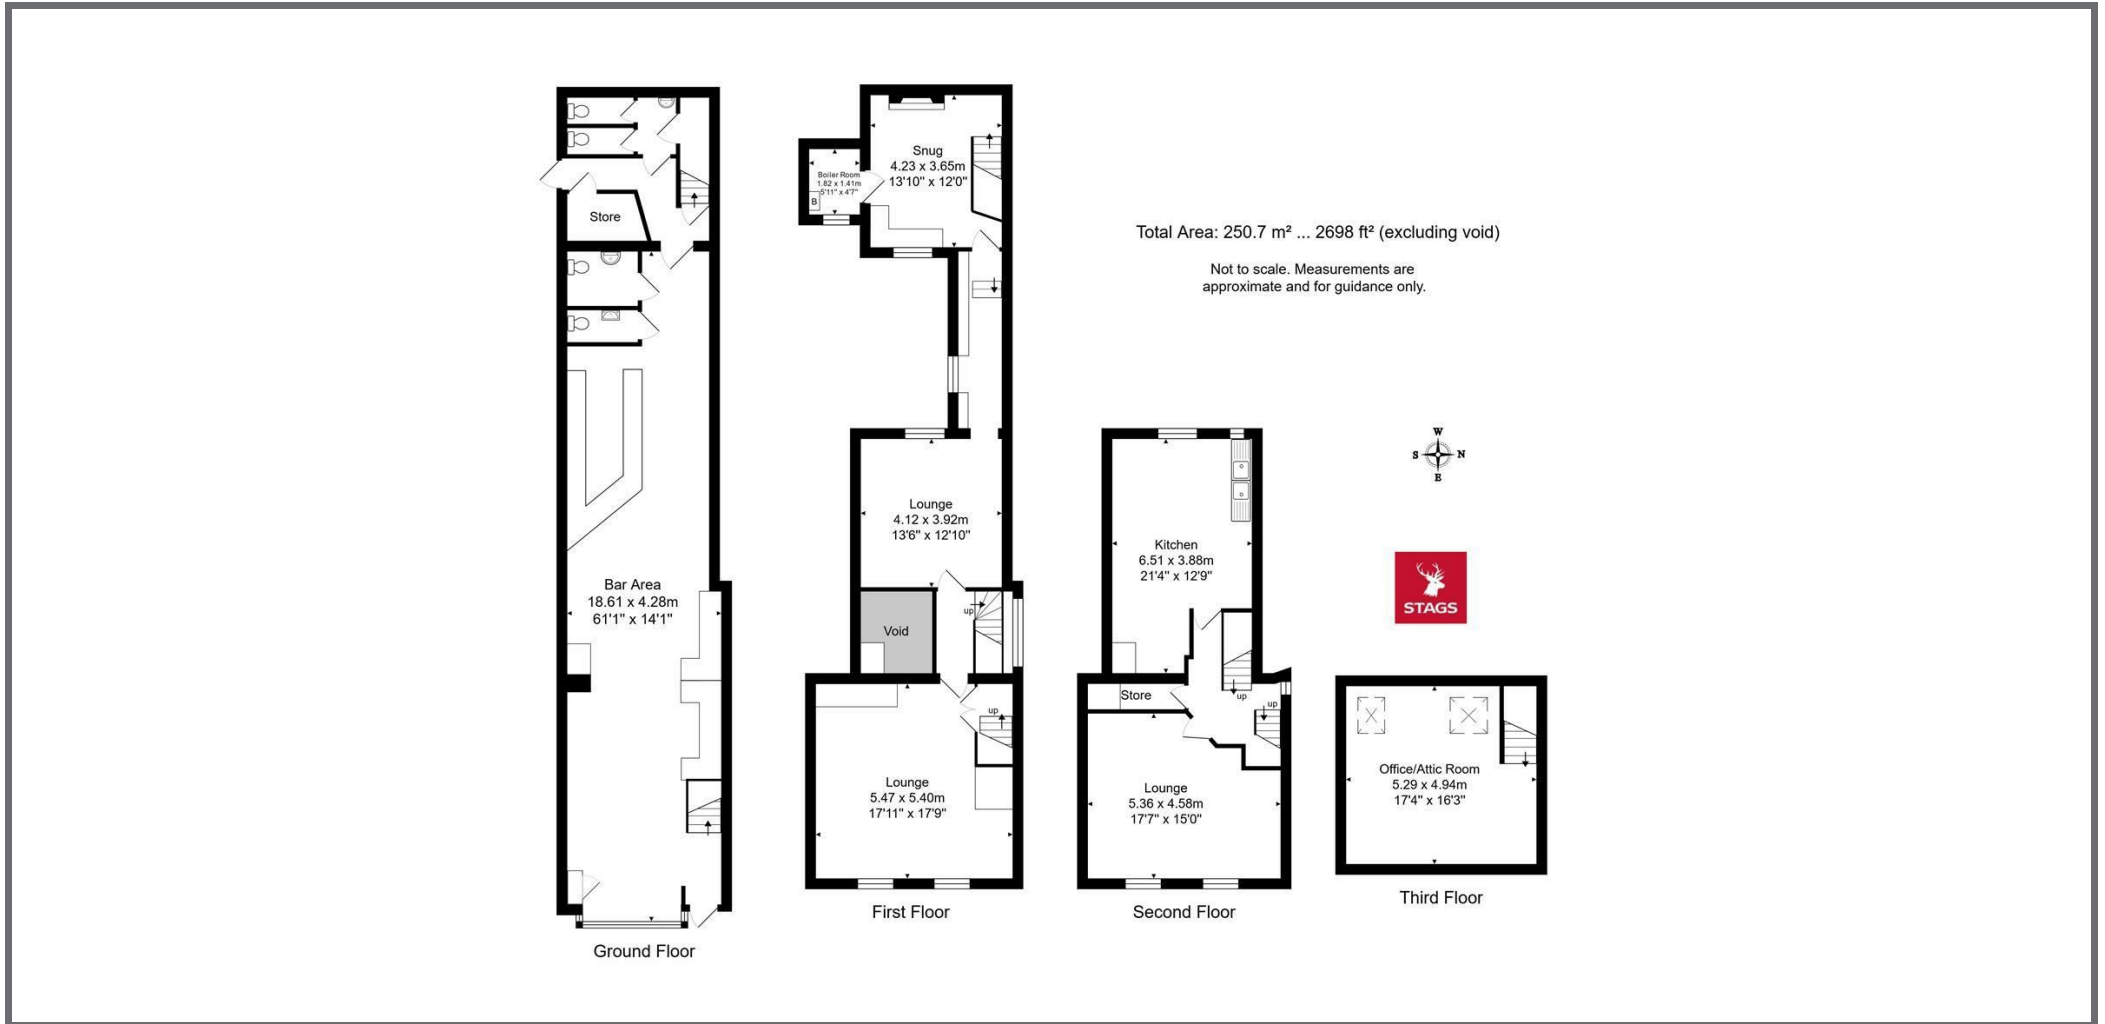 Store
Bar Area
18.61 x 4.28m
61'1" x 14'1"
Ground Floor
Snug
4.23 x 3.65m
13'10" x 12'0"
Boiler Room
1.82 x 1.41m
5'11" x 4'7"
B
Lounge
4.12 x 3.92m
13'6" x 12'10"
up
Void
up
Lounge
5.47 x 5.40m
17'11" x 17'9"
First Floor
Kitchen
6.51 x 3.88m
21'4" x 12'9"
Store
up
up
Lounge
5.36 x 4.58m
17'7" x 15'0"
Second Floor
Total Area: 250.7 m² ... 2698 ft² (excluding void)
Not to scale. Measurements are
approximate and for guidance only.
W
S N
E
STAGS
Office/Attic Room
5.29 x 4.94m
17'4" x 16'3"
Third Floor